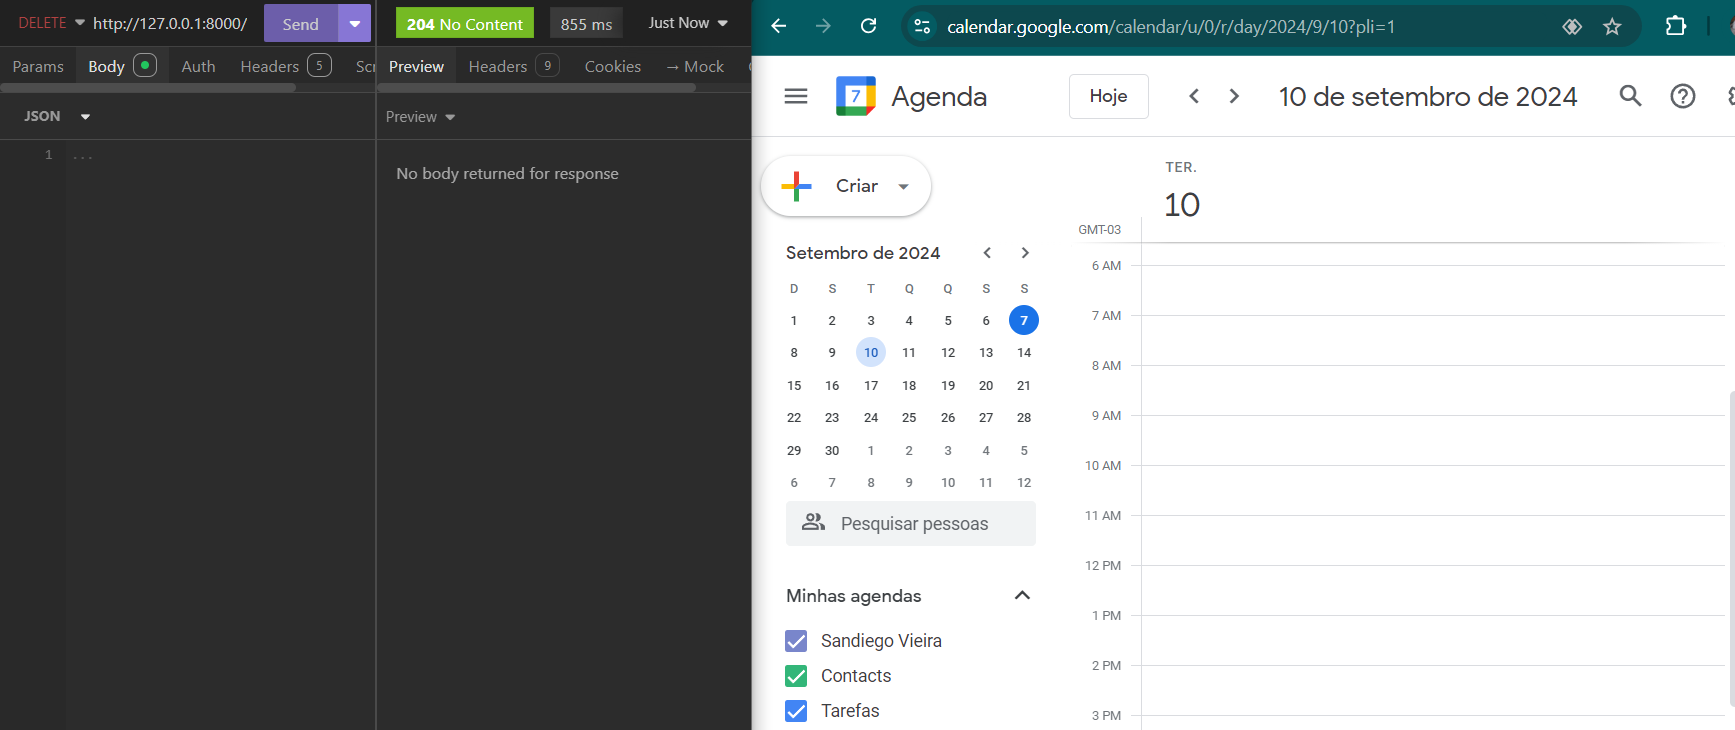 DELETE http://127.0.0.1:8000/ Send
Params Body Auth Headers 5
JSON
1 ...
204 No Content 855 ms Just Now
Preview Headers 9 Cookies → Mock
Preview
No body returned for response
calendar.google.com/calendar/u/0/r/day/2024/9/10?pli=1
7 Agenda Hoje 10 de setembro de 2024
Criar
Setembro de 2024
D S T Q Q S S
1 2 3 4 5 6 7
8 9 10 11 12 13 14
15 16 17 18 19 20 21
22 23 24 25 26 27 28
29 30 1 2 3 4 5
6 7 8 9 10 11 12
Pesquisar pessoas
Minhas agendas
Sandiego Vieira
Contacts
Tarefas
TER.
10
GMT-03
6 AM
7 AM
8 AM
9 AM
10 AM
11 AM
12 PM
1 PM
2 PM
3 PM